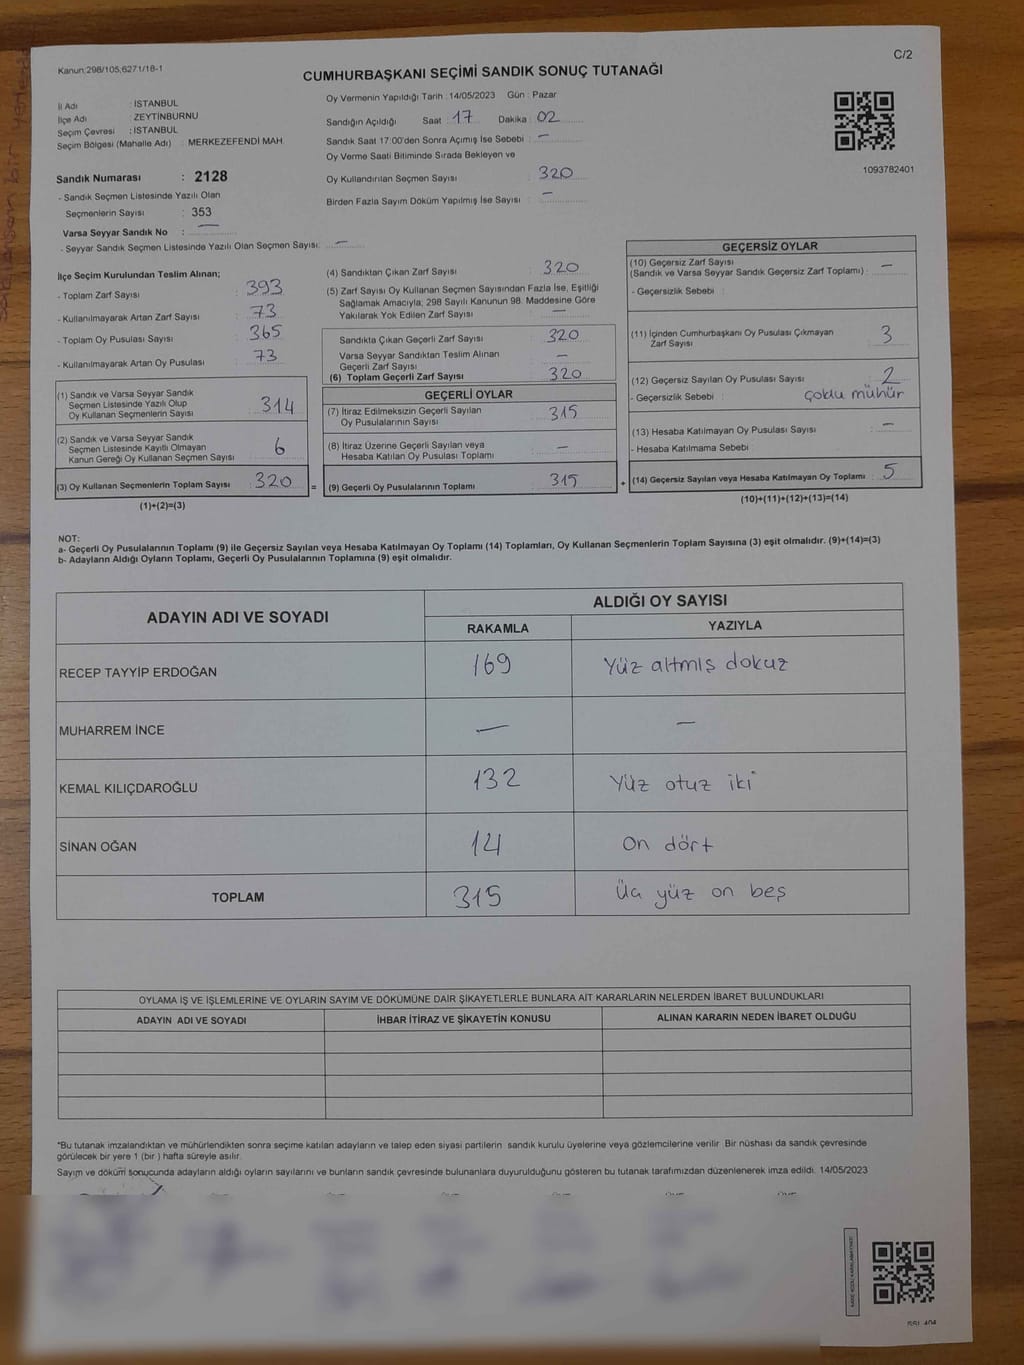 C/2
Kanun:298/105,6271/18-1
CUMHURBAŞKANI SEÇİMİ SANDIK SONUÇ TUTANAĞI
İl Adı : İSTANBUL
İlçe Adı : ZEYTİNBURNU
Seçim Çevresi : İSTANBUL
Seçim Bölgesi (Mahalle Adı) : MERKEZEFENDİ MAH.
Sandık Numarası : 2128
- Sandık Seçmen Listesinde Yazılı Olan
Seçmenlerin Sayısı : 353
Varsa Seyyar Sandık No : —
- Seyyar Sandık Seçmen Listesinde Yazılı Olan Seçmen Sayısı: —
Oy Vermenin Yapıldığı Tarih :14/05/2023 Gün : Pazar
Sandığın Açıldığı Saat : 17 Dakika : 02
Sandık Saat 17:00'den Sonra Açımış İse Sebebi : —
Oy Verme Saati Bitiminde Sırada Bekleyen ve
Oy Kullandırılan Seçmen Sayısı : 320
Birden Fazla Sayım Döküm Yapılmış İse Sayısı : —
1093782401
İlçe Seçim Kurulundan Teslim Alınan;
- Toplam Zarf Sayısı : 393
- Kullanılmayarak Artan Zarf Sayısı : 73
- Toplam Oy Pusulası Sayısı : 365
- Kullanılmayarak Artan Oy Pusulası : 73
(1) Sandık ve Varsa Seyyar Sandık
Seçmen Listesinde Yazılı Olup
Oy Kullanan Seçmenlerin Sayısı : 314
(2) Sandık ve Varsa Seyyar Sandık
Seçmen Listesinde Kayıtlı Olmayan
Kanun Gereği Oy Kullanan Seçmen Sayısı : 6
(3) Oy Kullanan Seçmenlerin Toplam Sayısı : 320
(1)+(2)=(3)
(4) Sandıktan Çıkan Zarf Sayısı : 320
(5) Zarf Sayısı Oy Kullanan Seçmen Sayısından Fazla İse, Eşitliği
Sağlamak Amacıyla; 298 Sayılı Kanunun 98. Maddesine Göre
Yakılarak Yok Edilen Zarf Sayısı : —
Sandıkta Çıkan Geçerli Zarf Sayısı : 320
Varsa Seyyar Sandıktan Teslim Alınan
Geçerli Zarf Sayısı : —
(6) Toplam Geçerli Zarf Sayısı : 320
GEÇERLİ OYLAR
(7) İtiraz Edilmeksizin Geçerli Sayılan
Oy Pusulalarının Sayısı : 315
(8) İtiraz Üzerine Geçerli Sayılan veya
Hesaba Katılan Oy Pusulası Toplamı : —
= (9) Geçerli Oy Pusulalarının Toplamı : 315
GEÇERSİZ OYLAR
(10) Geçersiz Zarf Sayısı
(Sandık ve Varsa Seyyar Sandık Geçersiz Zarf Toplamı) : —
- Geçersizlik Sebebi :
(11) İçinden Cumhurbaşkanı Oy Pusulası Çıkmayan
Zarf Sayısı : 3
(12) Geçersiz Sayılan Oy Pusulası Sayısı : 2
- Geçersizlik Sebebi : çoklu mühür
(13) Hesaba Katılmayan Oy Pusulası Sayısı : —
- Hesaba Katılmama Sebebi
+ (14) Geçersiz Sayılan veya Hesaba Katılmayan Oy Toplamı : 5
(10)+(11)+(12)+(13)=(14)
NOT:
a- Geçerli Oy Pusulalarının Toplamı (9) ile Geçersiz Sayılan veya Hesaba Katılmayan Oy Toplamı (14) Toplamları, Oy Kullanan Seçmenlerin Toplam Sayısına (3) eşit olmalıdır. (9)+(14)=(3)
b- Adayların Aldığı Oyların Toplamı, Geçerli Oy Pusulalarının Toplamına (9) eşit olmalıdır.
ADAYIN ADI VE SOYADI ALDIĞI OY SAYISI
RAKAMLA YAZIYLA
RECEP TAYYİP ERDOĞAN 169 Yüz altmış dokuz
MUHARREM İNCE — —
KEMAL KILIÇDAROĞLU 132 Yüz otuz iki
SİNAN OĞAN 14 On dört
TOPLAM 315 Üç yüz on beş
OYLAMA İŞ VE İŞLEMLERİNE VE OYLARIN SAYIM VE DÖKÜMÜNE DAİR ŞİKAYETLERLE BUNLARA AİT KARARLARIN NELERDEN İBARET BULUNDUKLARI
ADAYIN ADI VE SOYADI İHBAR İTİRAZ VE ŞİKAYETİN KONUSU ALINAN KARARIN NEDEN İBARET OLDUĞU
*Bu tutanak imzalandıktan ve mühürlendikten sonra seçime katılan adayların ve talep eden siyasi partilerin sandık kurulu üyelerine veya gözlemcilerine verilir. Bir nüshası da sandık çevresinde
görülecek bir yere 1 (bir) hafta süreyle asılır.
Sayım ve döküm sonucunda adayların aldığı oyların sayılarını ve bunların sandık çevresinde bulunanlara duyurulduğunu gösteren bu tutanak tarafımızdan düzenlenerek imza edildi. 14/05/2023